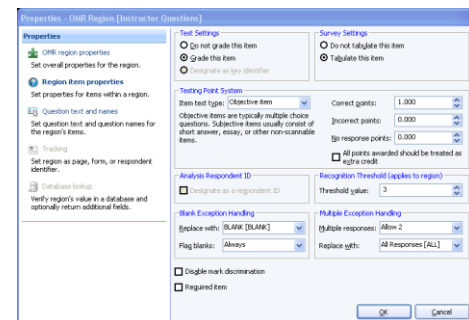 Properties - OMR Region [Instructor Questions]
Properties
OMR region properties
Set overall properties for the region.
Region item properties
Set properties for items within a region.
Question text and names
Set question text and question names for the region's items.
Tracking
Set region as page, form, or respondent identifier.
Database lookup
Verify region's value in a database and optionally return additional fields.
Test Settings
Do not grade this item
Grade this item
Designate as key identifier
Survey Settings
Do not tabulate this item
Tabulate this item
Testing Point System
Item test type: Objective item
Objective items are typically multiple choice questions. Subjective items usually consist of short answer, essay, or other non-scannable items.
Correct points: 1.000
Incorrect points: 0.000
No response points: 0.000
All points awarded should be treated as extra credit
Analysis Respondent ID
Designate as a respondent ID
Recognition Threshold (applies to region)
Threshold value: 3
Blank Exception Handling
Replace with: BLANK [BLANK]
Flag blanks: Always
Multiple Exception Handling
Multiple responses: Allow 2
Replace with: All Responses [ALL]
Disable mark discrimination
Required item
OK
Cancel